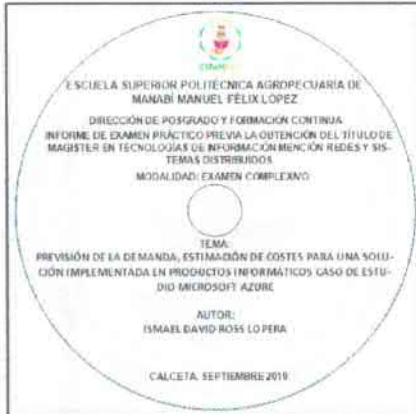 ESPAMMFL
ESCUELA SUPERIOR POLITÉCNICA AGROPECUARIA DE
MANABÍ MANUEL FÉLIX LÓPEZ
DIRECCIÓN DE POSGRADO Y FORMACIÓN CONTINUA
INFORME DE EXAMEN PRÁCTICO PREVIA LA OBTENCIÓN DEL TÍTULO DE
MAGISTER EN TECNOLOGÍAS DE INFORMACIÓN MENCIÓN REDES Y SIS-
TEMAS DISTRIBUIDOS
MODALIDAD: EXAMEN COMPLEXIVO
TEMA:
PREVISIÓN DE LA DEMANDA, ESTIMACIÓN DE COSTES PARA UNA SOLU-
CIÓN IMPLEMENTADA EN PRODUCTOS INFORMÁTICOS CASO DE ESTU-
DIO MICROSOFT AZURE
AUTOR:
ISMAEL DAVID ROSS LOPERA
CALCETA, SEPTIEMBRE 2019